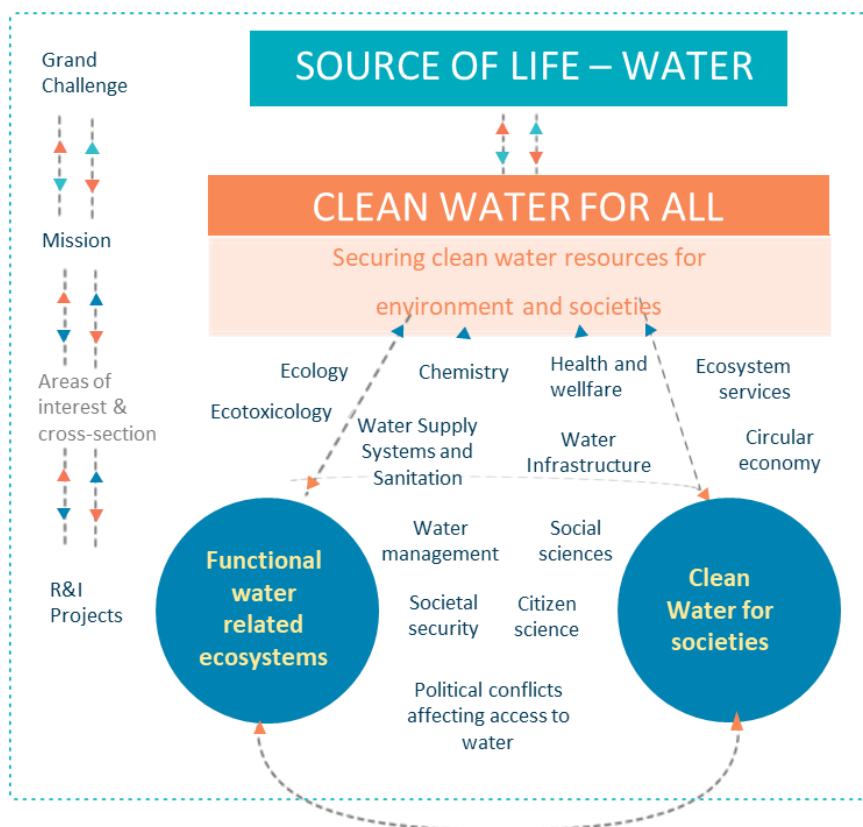 Grand
Challenge
SOURCE OF LIFE – WATER
Mission
CLEAN WATER FOR ALL
Securing clean water resources for
environment and societies
Areas of
interest &
cross-section
Ecology
Chemistry
Health and
wellfare
Ecosystem
services
Ecotoxicology
Water Supply
Systems and
Sanitation
Water
Infrastructure
Circular
economy
R&I
Projects
Functional
water
related
ecosystems
Water
management
Social
sciences
Societal
security
Citizen
science
Political conflicts
affecting access to
water
Clean
Water for
societies